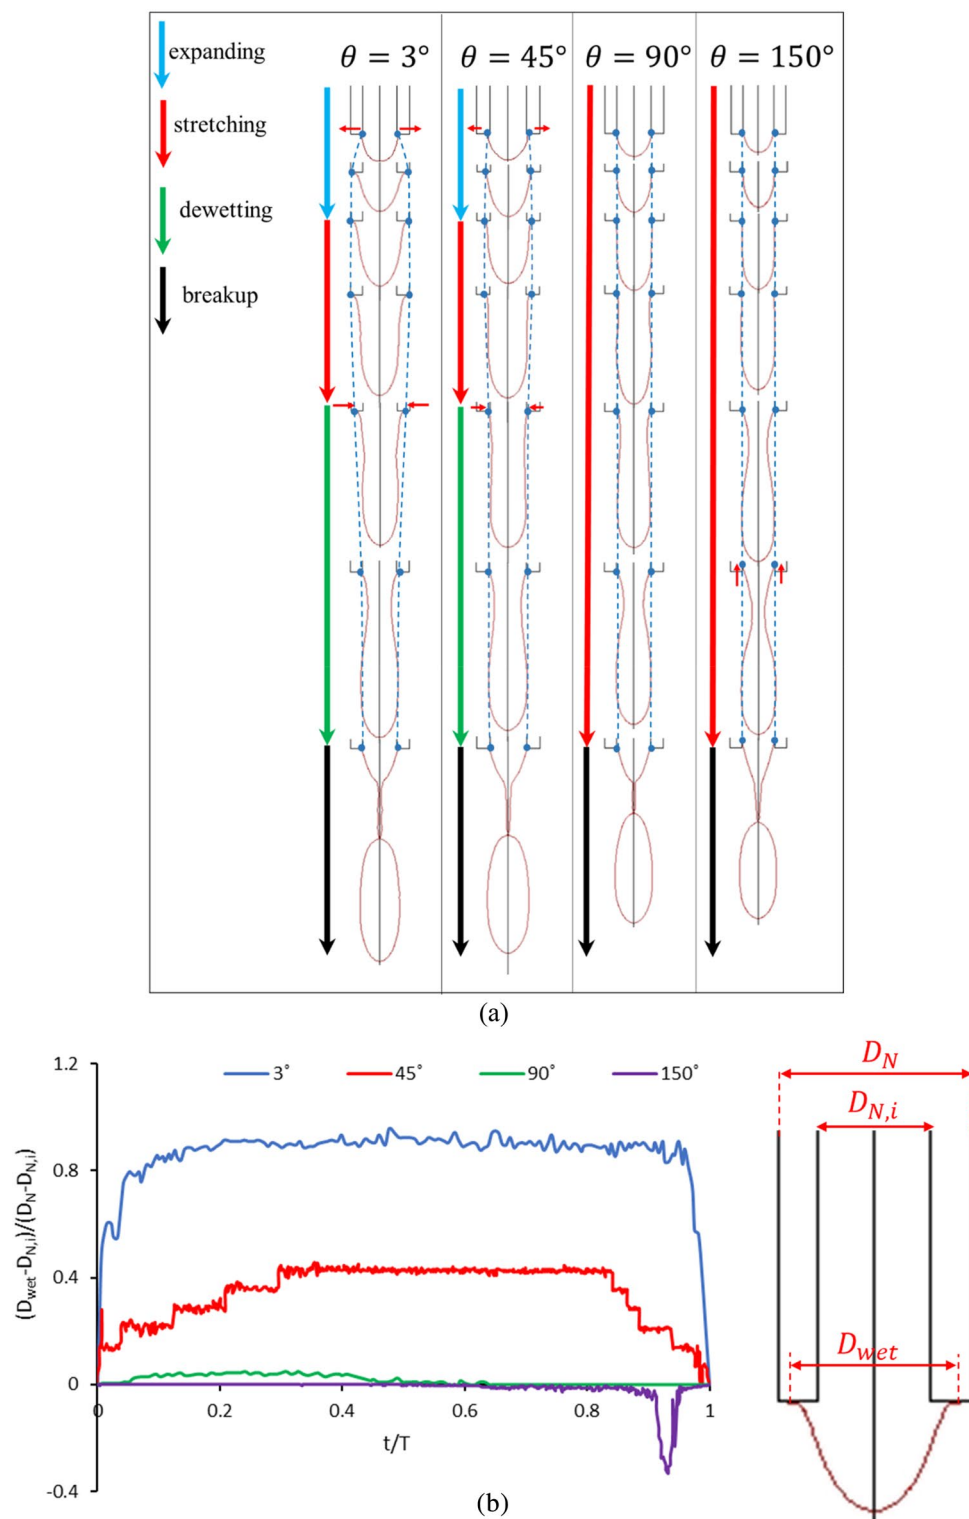 expanding
stretching
dewetting
breakup
θ = 3°
θ = 45°
θ = 90°
θ = 150°
(a)
3°
45°
90°
150°
1.2
0.8
0.4
0
-0.4
0
0.2
0.4
0.6
0.8
1
(D_wet-D_N,i)/(D_N-D_N,i)
t/T
D_N
D_N,i
D_wet
(b)